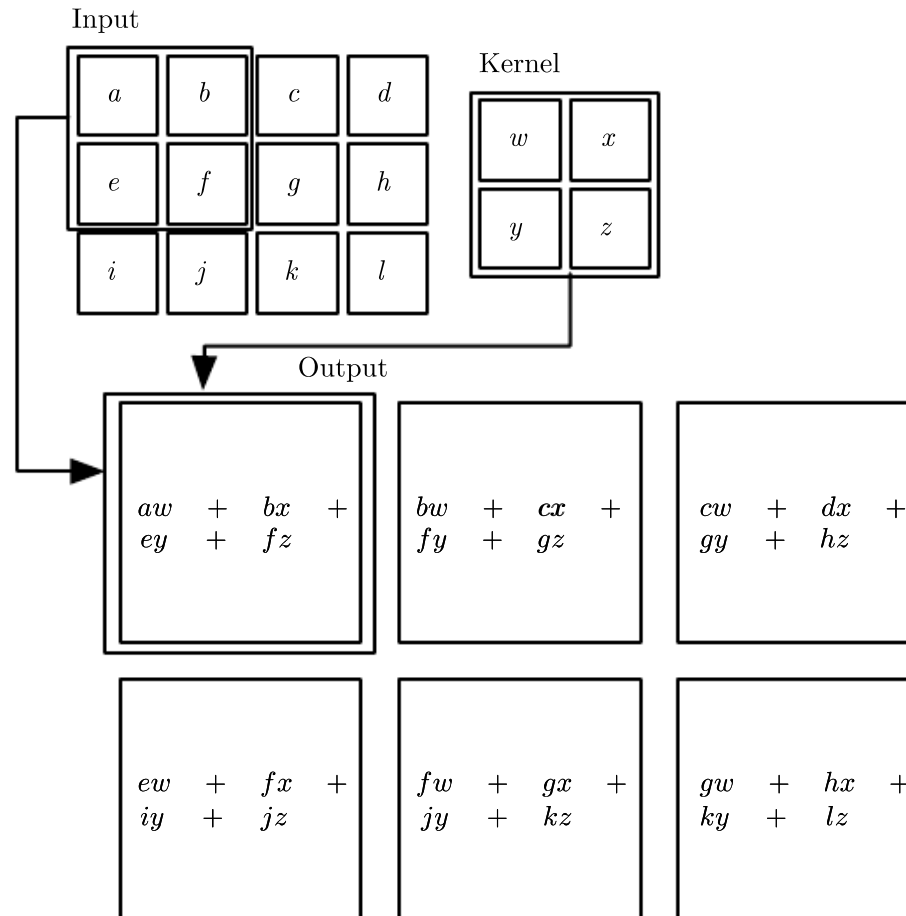 Input
Kernel
a b c d
e f g h
i j k l
w x
y z
Output
aw + bx +
ey + fz
bw + cx +
fy + gz
cw + dx +
gy + hz
ew + fx +
iy + jz
fw + gx +
jy + kz
gw + hx +
ky + lz